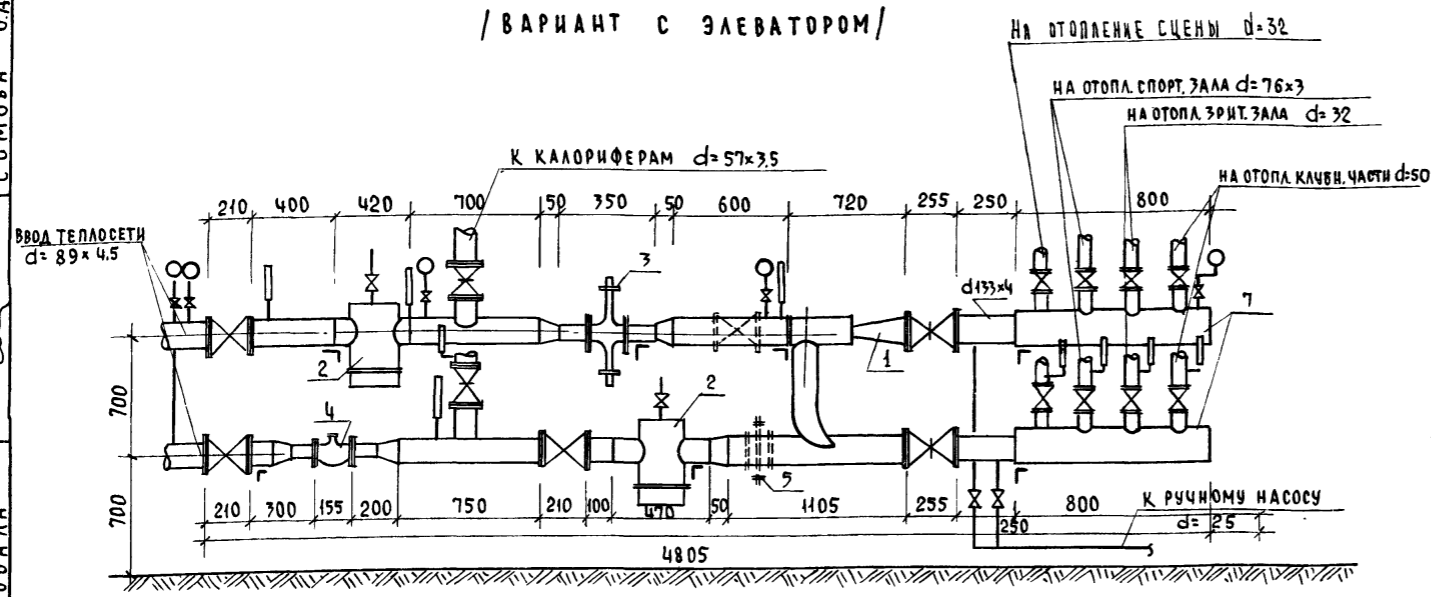 /ВАРИАНТ С ЭЛЕВАТОРОМ/
НА ОТОПЛЕНИЕ СЦЕНЫ d=32
НА ОТОПЛ. СПОРТ. ЗАЛА d=76×3
НА ОТОПЛ. ЗРИТ. ЗАЛА d=32
К КАЛОРИФЕРАМ d=57×3.5
НА ОТОПЛ. КЛУБН. ЧАСТИ d=50
210 400 420 700 50 350 50 600 720 255 250 800
ВВОД ТЕПЛОСЕТИ
d=89×4.5
3
d133×4
7
2
1
700
4
2
5
700
210 300 155 200 750 210 100 470 50 1105 255 800
К РУЧНОМУ НАСОСУ
250
d= 25
4805